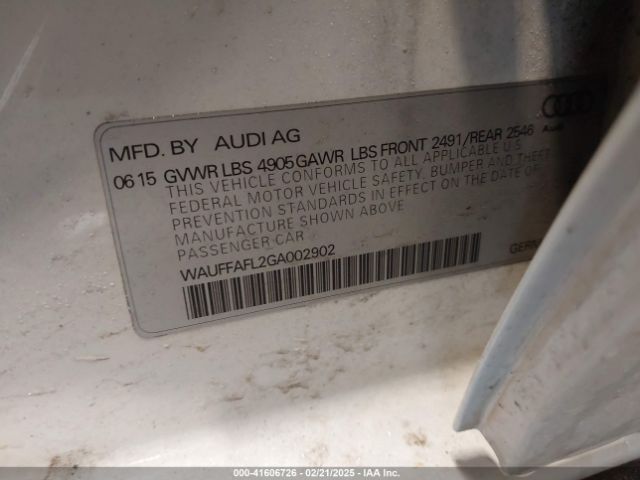 MFD. BY AUDI AG
06 15 GVWR LBS 4905 GAWR LBS FRONT 2491/REAR 2546
Audi
THIS VEHICLE CONFORMS TO ALL APPLICABLE U.S
FEDERAL MOTOR VEHICLE SAFETY. BUMPER AND THEFT
PREVENTION STANDARDS IN EFFECT ON THE DATE OF
MANUFACTURE SHOWN ABOVE
PASSENGER CAR
WAUFFAFL2GA002902
000-41606726 - 02/21/2025 - IAA Inc.